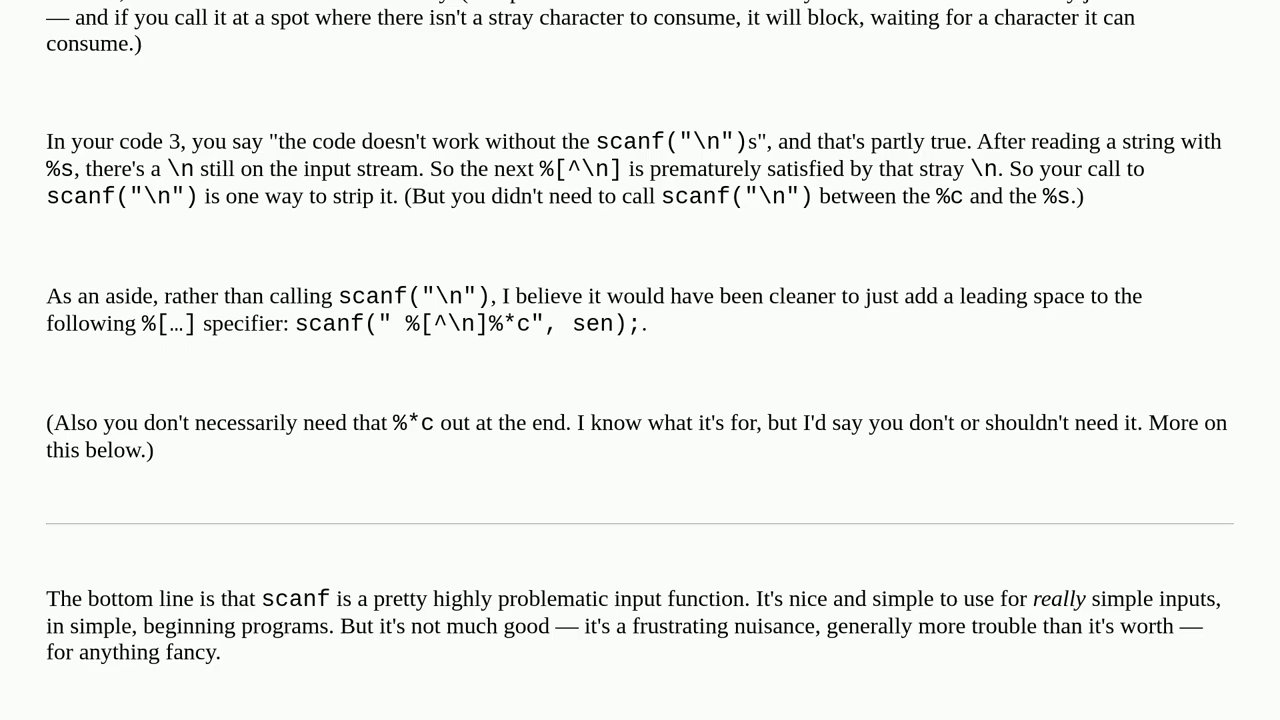 — and if you call it at a spot where there isn't a stray character to consume, it will block, waiting for a character it can
consume.)
In your code 3, you say "the code doesn't work without the scanf("\n")s", and that's partly true. After reading a string with
%s, there's a \n still on the input stream. So the next %[^\n] is prematurely satisfied by that stray \n. So your call to
scanf("\n") is one way to strip it. (But you didn't need to call scanf("\n") between the %c and the %s.)
As an aside, rather than calling scanf("\n"), I believe it would have been cleaner to just add a leading space to the
following %[…] specifier: scanf(" %[^\n]%*c", sen);.
(Also you don't necessarily need that %*c out at the end. I know what it's for, but I'd say you don't or shouldn't need it. More on
this below.)
The bottom line is that scanf is a pretty highly problematic input function. It's nice and simple to use for really simple inputs,
in simple, beginning programs. But it's not much good — it's a frustrating nuisance, generally more trouble than it's worth —
for anything fancy.